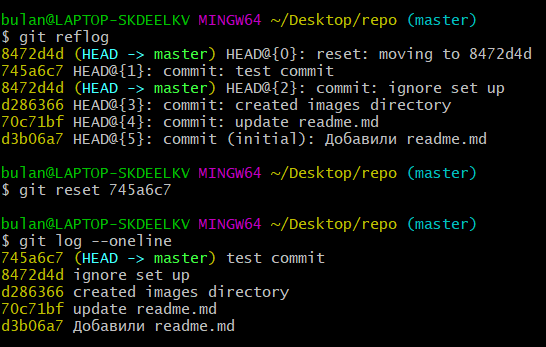 bulan@LAPTOP-SKDEELKV MINGW64 ~/Desktop/repo (master)
$ git reflog
8472d4d (HEAD -> master) HEAD@{0}: reset: moving to 8472d4d
745a6c7 HEAD@{1}: commit: test commit
8472d4d (HEAD -> master) HEAD@{2}: commit: ignore set up
d286366 HEAD@{3}: commit: created images directory
70c71bf HEAD@{4}: commit: update readme.md
d3b06a7 HEAD@{5}: commit (initial): Добавили readme.md
bulan@LAPTOP-SKDEELKV MINGW64 ~/Desktop/repo (master)
$ git reset 745a6c7
bulan@LAPTOP-SKDEELKV MINGW64 ~/Desktop/repo (master)
$ git log --oneline
745a6c7 (HEAD -> master) test commit
8472d4d ignore set up
d286366 created images directory
70c71bf update readme.md
d3b06a7 Добавили readme.md